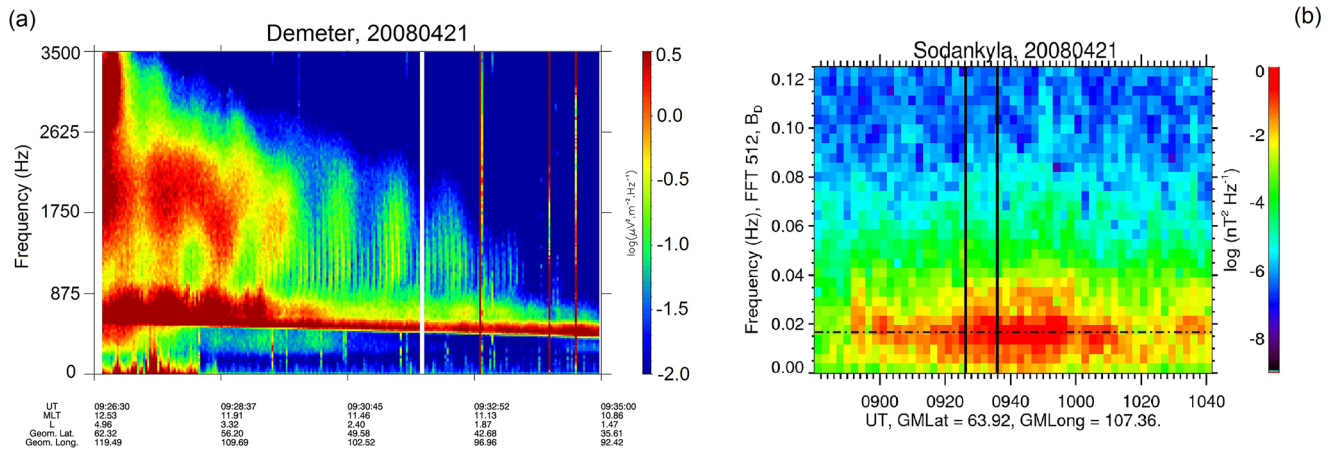 (a)
Demeter, 20080421
3500
2625
1750
875
0
Frequency (Hz)
0.5
0.0
-0.5
-1.0
-1.5
-2.0
log(μV².m⁻².Hz⁻¹)
UT 09:26:30 09:28:37 09:30:45 09:32:52 09:35:00
MLT 12.53 11.91 11.46 11.13 10.86
L 4.96 3.32 2.40 1.87 1.47
Geom. Lat. 62.32 56.20 49.58 42.68 35.61
Geom. Long. 119.49 109.69 102.52 96.96 92.42
(b)
Sodankyla, 20080421
0.12
0.10
0.08
0.06
0.04
0.02
0.00
Frequency (Hz), FFT 512, B_D
0900 0920 0940 1000 1020 1040
UT, GMLat = 63.92, GMLong = 107.36.
0
-2
-4
-6
-8
log (nT² Hz⁻¹)